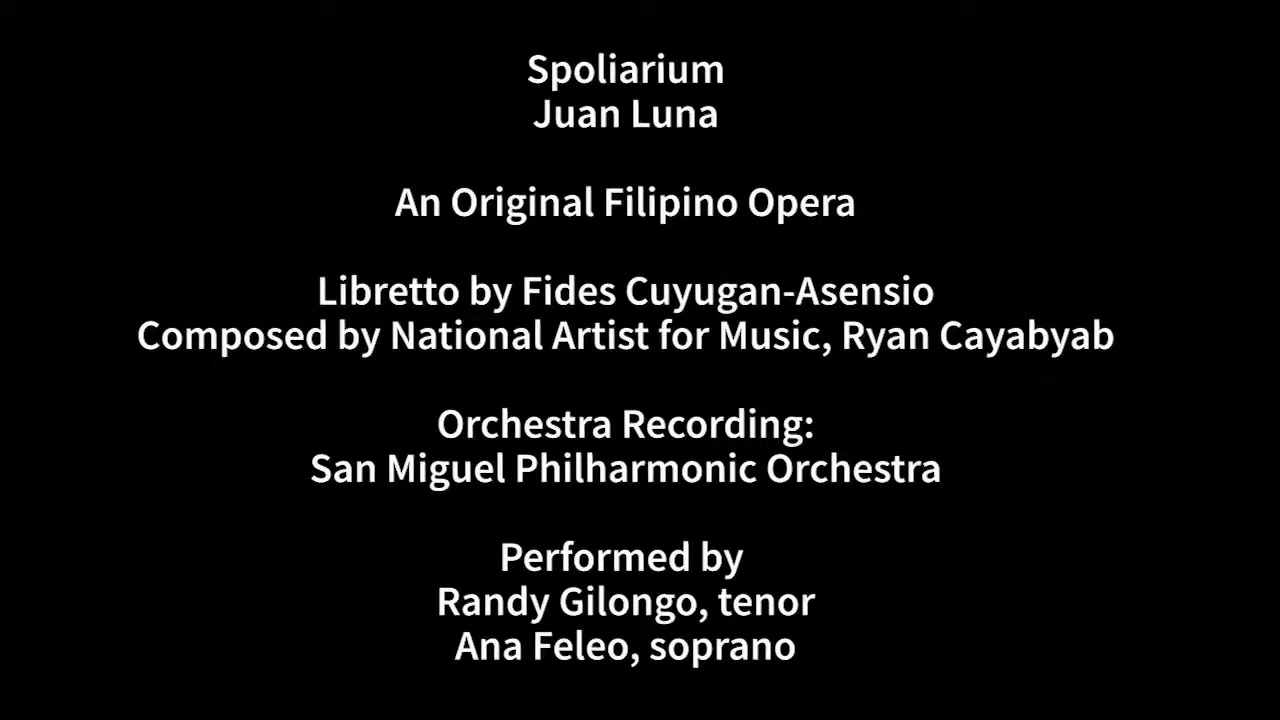 Spoliarium
Juan Luna
An Original Filipino Opera
Libretto by Fides Cuyugan-Asensio
Composed by National Artist for Music, Ryan Cayabyab
Orchestra Recording:
San Miguel Philharmonic Orchestra
Performed by
Randy Gilongo, tenor
Ana Feleo, soprano